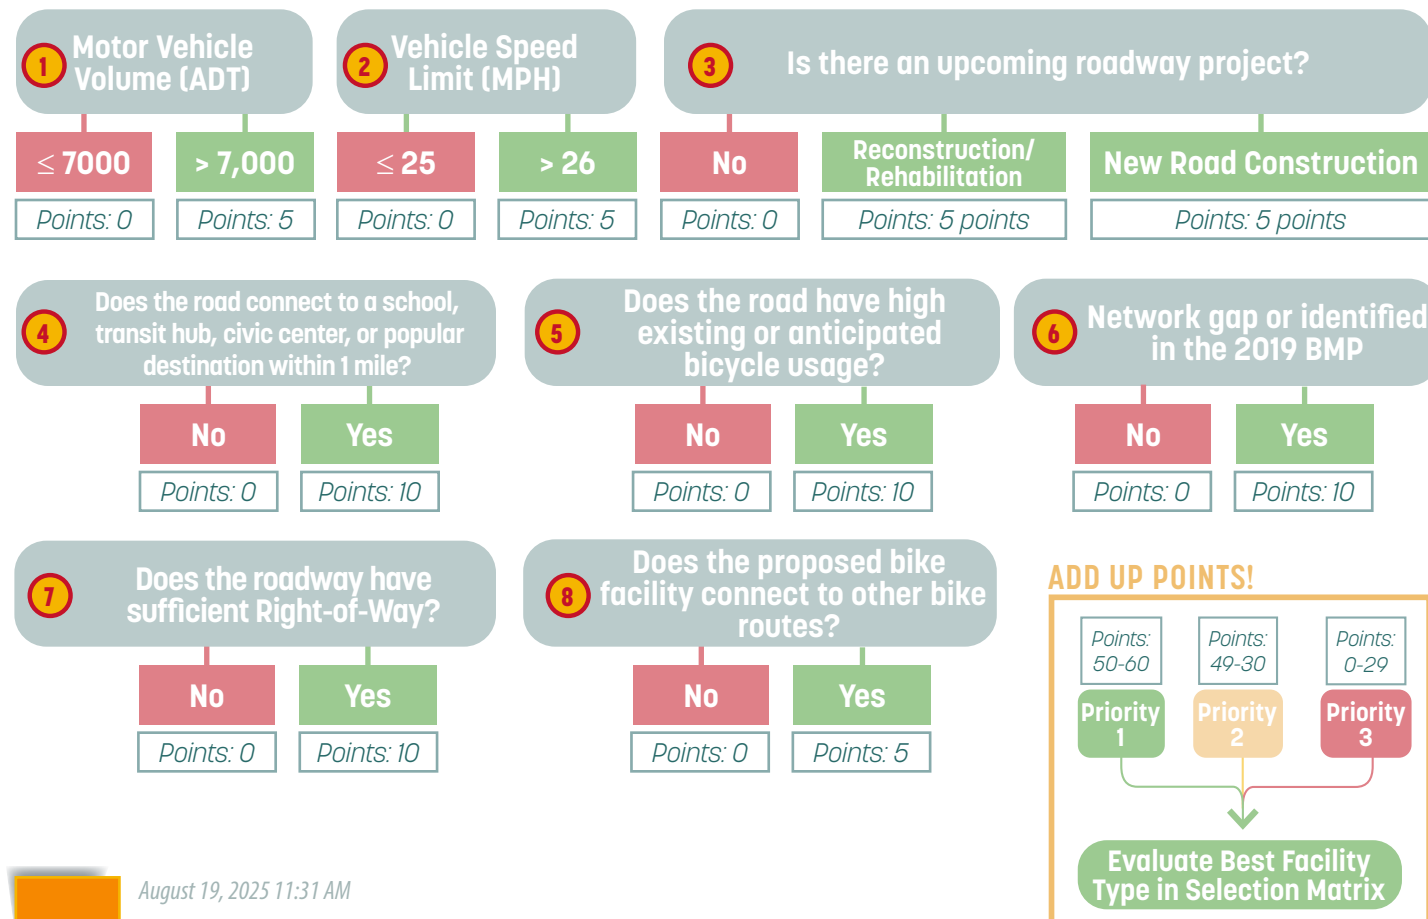 1
Motor Vehicle
Volume (ADT)
2
Vehicle Speed
Limit (MPH)
3
Is there an upcoming roadway project?
≤ 7000
> 7,000
≤ 25
> 26
No
Reconstruction/
Rehabilitation
New Road Construction
Points: 0
Points: 5
Points: 0
Points: 5
Points: 0
Points: 5 points
Points: 5 points
4
Does the road connect to a school,
transit hub, civic center, or popular
destination within 1 mile?
5
Does the road have high
existing or anticipated
bicycle usage?
6
Network gap or identified
in the 2019 BMP
No
Yes
No
Yes
No
Yes
Points: 0
Points: 10
Points: 0
Points: 10
Points: 0
Points: 10
7
Does the roadway have
sufficient Right-of-Way?
8
Does the proposed bike
facility connect to other bike
routes?
No
Yes
No
Yes
Points: 0
Points: 10
Points: 0
Points: 5
ADD UP POINTS!
Points:
50-60
Points:
49-30
Points:
0-29
Priority
1
Priority
2
Priority
3
Evaluate Best Facility
Type in Selection Matrix
August 19, 2025 11:31 AM